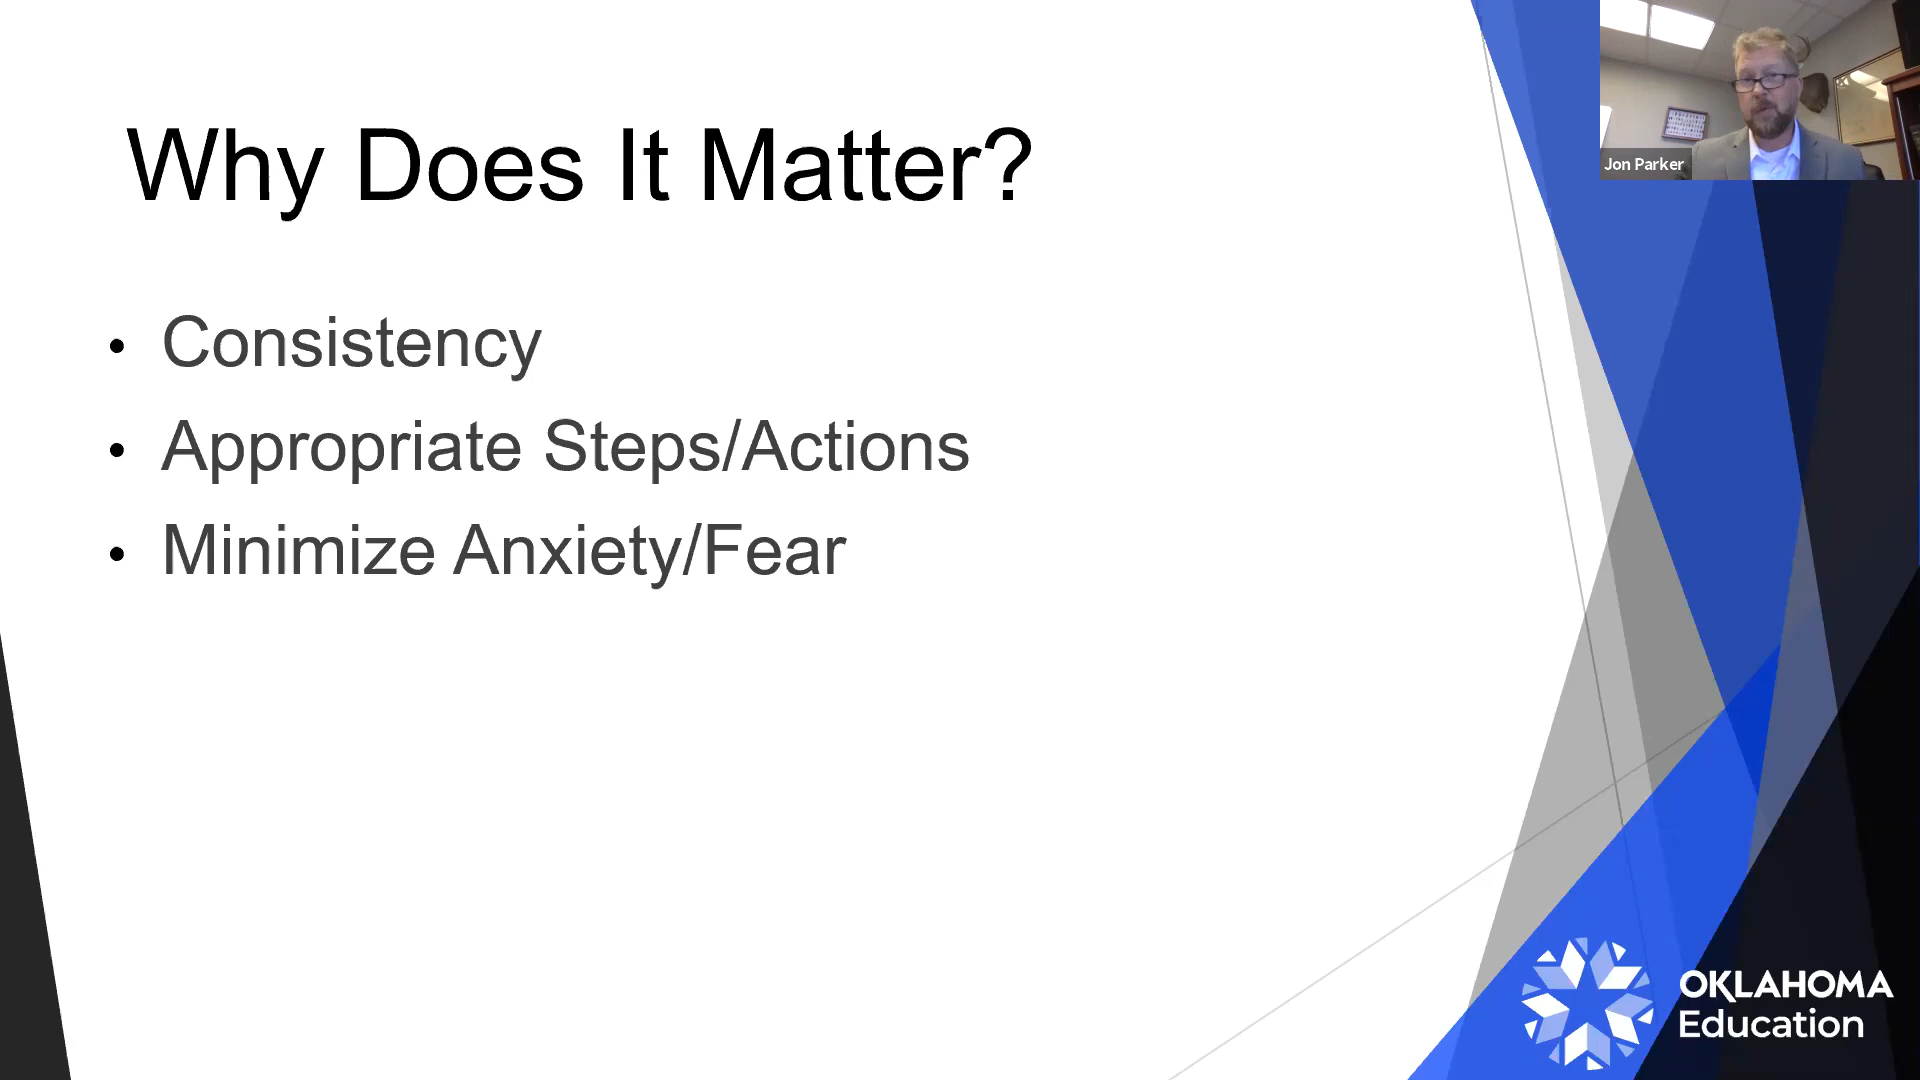 Why Does It Matter?
• Consistency
• Appropriate Steps/Actions
• Minimize Anxiety/Fear
Jon Parker
OKLAHOMA
Education